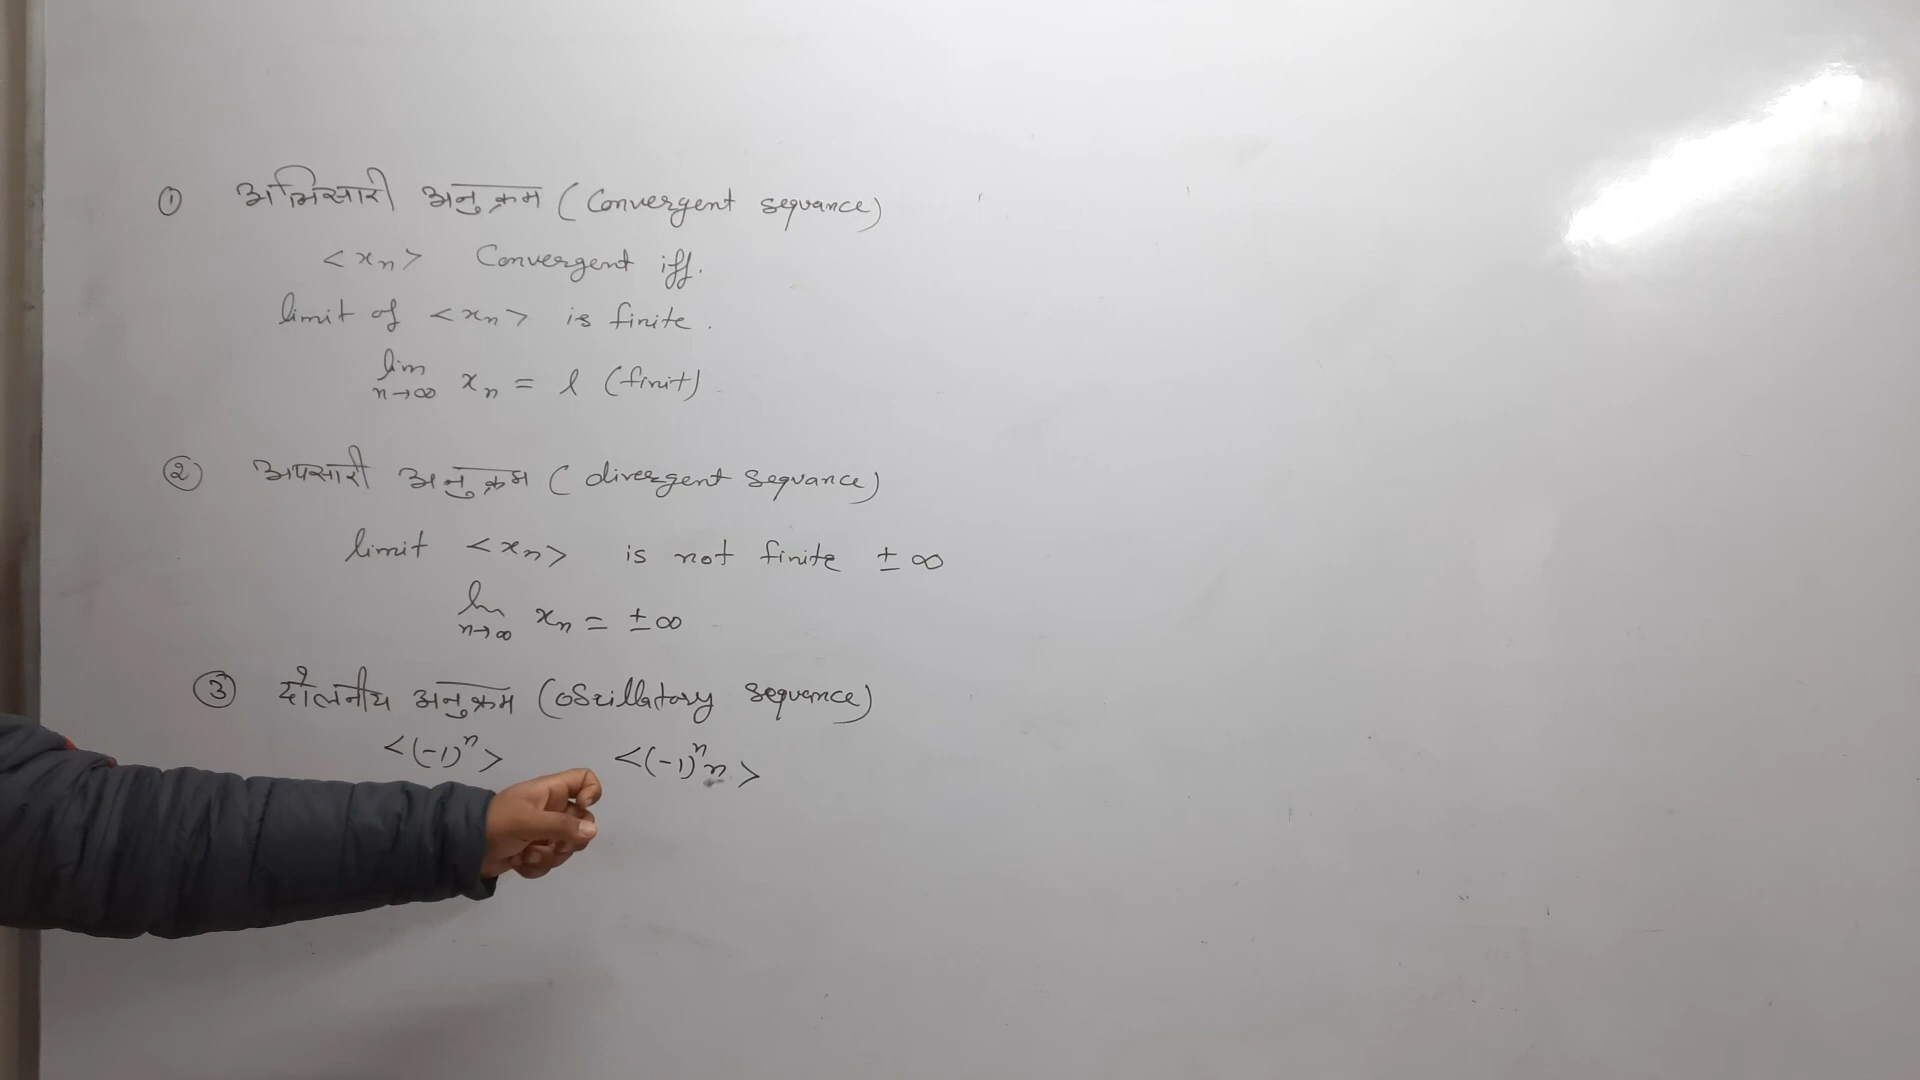 ① अभिसारी अनुक्रम (Convergent sequance)
<xₙ> Convergent iff.
limit of <xₙ> is finite.
lim n→∞ xₙ = l (finit)
② अपसारी अनुक्रम (divergent sequance)
limit <xₙ> is not finite ±∞
lim n→∞ xₙ = ±∞
③ दोलनीय अनुक्रम (oscillatory sequence)
<(-1)ⁿ> <(-1)ⁿn>